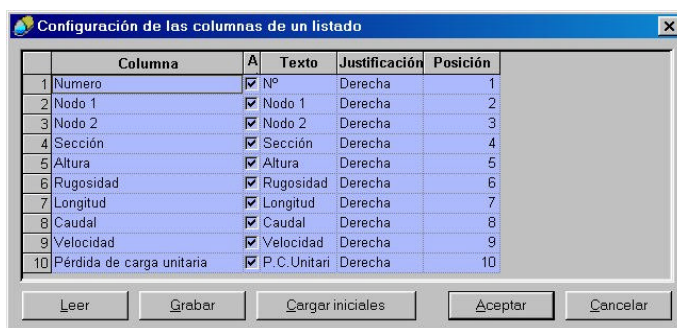 Configuración de las columnas de un listado
Columna A Texto Justificación Posición
1 Numero Nº Derecha 1
2 Nodo 1 Nodo 1 Derecha 2
3 Nodo 2 Nodo 2 Derecha 3
4 Sección Sección Derecha 4
5 Altura Altura Derecha 5
6 Rugosidad Rugosidad Derecha 6
7 Longitud Longitud Derecha 7
8 Caudal Caudal Derecha 8
9 Velocidad Velocidad Derecha 9
10 Pérdida de carga unitaria P.C.Unitari Derecha 10
Leer Grabar Cargar iniciales Aceptar Cancelar